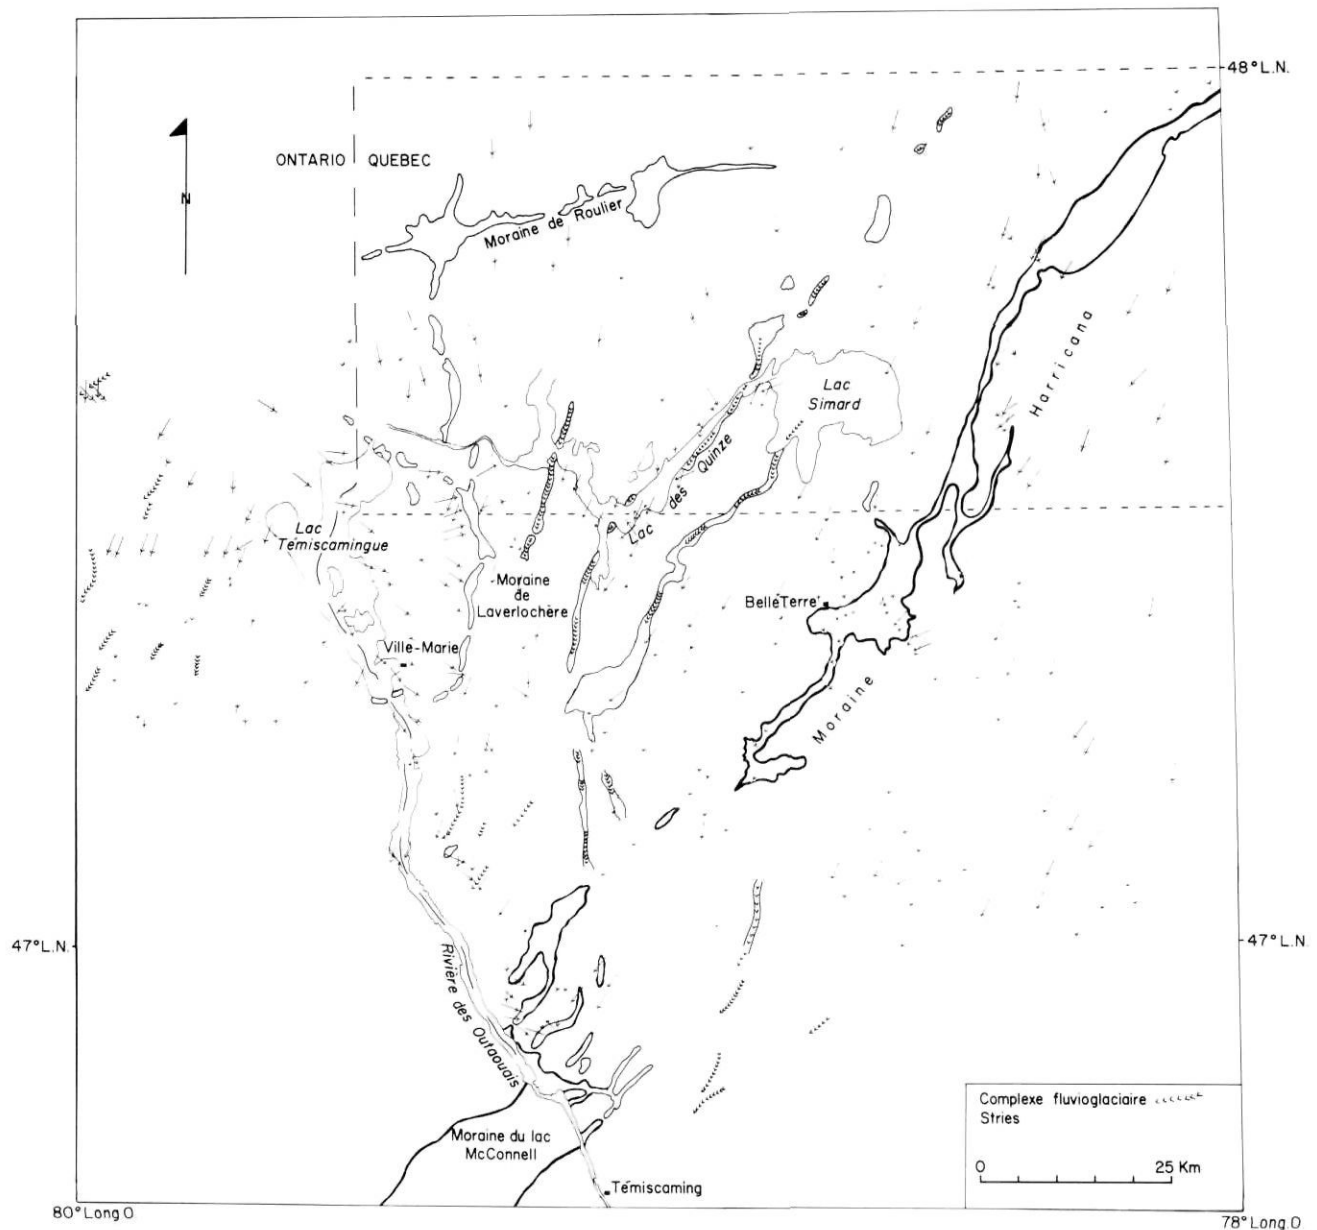 48° L.N.
ONTARIO QUEBEC
N
Moraine de Roulier
Harricana
Lac
Simard
Lac des Quinze
Lac
Témiscamingue
Moraine
de
Laverlochère
BelleTerre
Ville-Marie
Moraine
47° L.N.
47° L.N.
Rivière des Outaouais
Complexe fluvioglaciaire
Stries
0 25 Km
Moraine du lac
McConnell
Témiscaming
80° Long O.
78° Long. O.